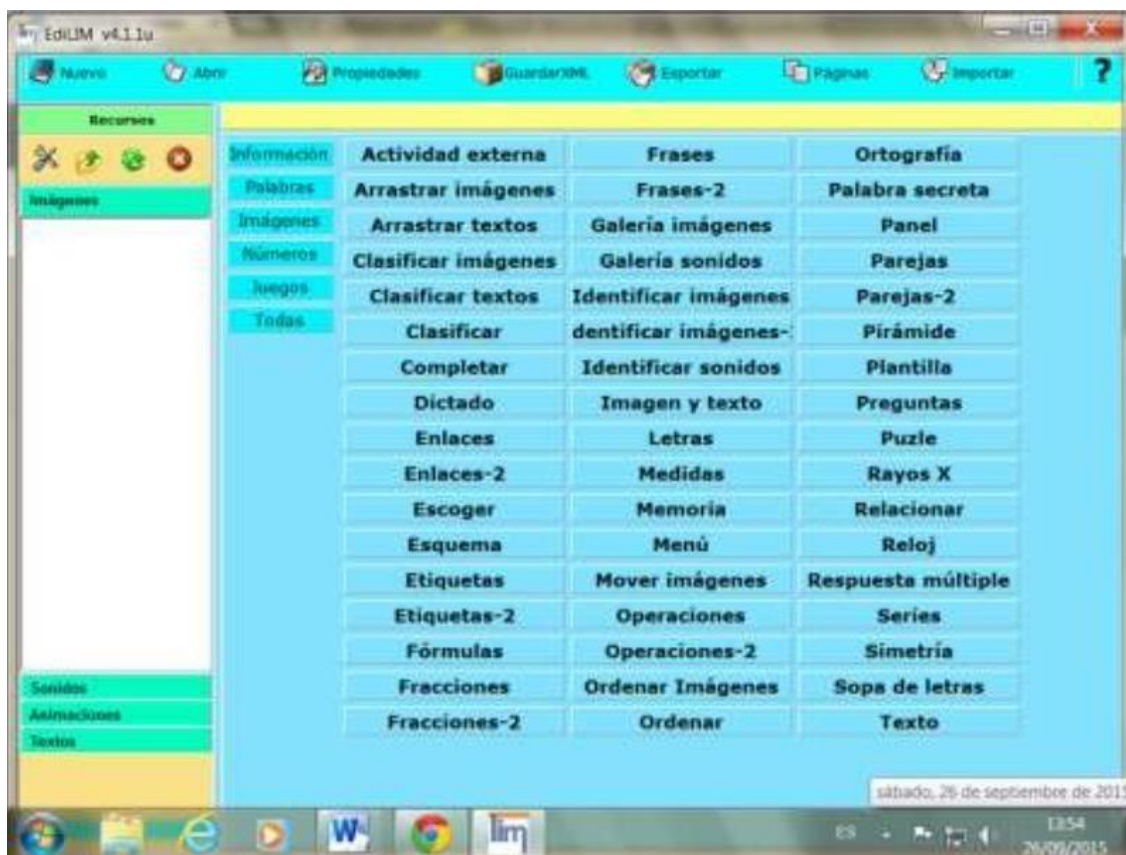 EdiLIM v4.1.1u
Nuevo Abrir Propiedades GuardarXML Exportar Páginas Importar ?
Recursos
Imágenes
Información
Palabras
Imágenes
Números
Juegos
Todas
Actividad externa Frases Ortografía
Arrastrar imágenes Frases-2 Palabra secreta
Arrastrar textos Galería imágenes Panel
Clasificar imágenes Galería sonidos Parejas
Clasificar textos Identificar imágenes Parejas-2
Clasificar dentificar imágenes- Pirámide
Completar Identificar sonidos Plantilla
Dictado Imagen y texto Preguntas
Enlaces Letras Puzle
Enlaces-2 Medidas Rayos X
Escoger Memoria Relacionar
Esquema Menú Reloj
Etiquetas Mover imágenes Respuesta múltiple
Etiquetas-2 Operaciones Series
Fórmulas Operaciones-2 Simetría
Fracciones Ordenar Imágenes Sopa de letras
Fracciones-2 Ordenar Texto
Sonidos
Animaciones
Textos
sábado, 26 de septiembre de 2015
W lim ES 13:54
26/09/2015